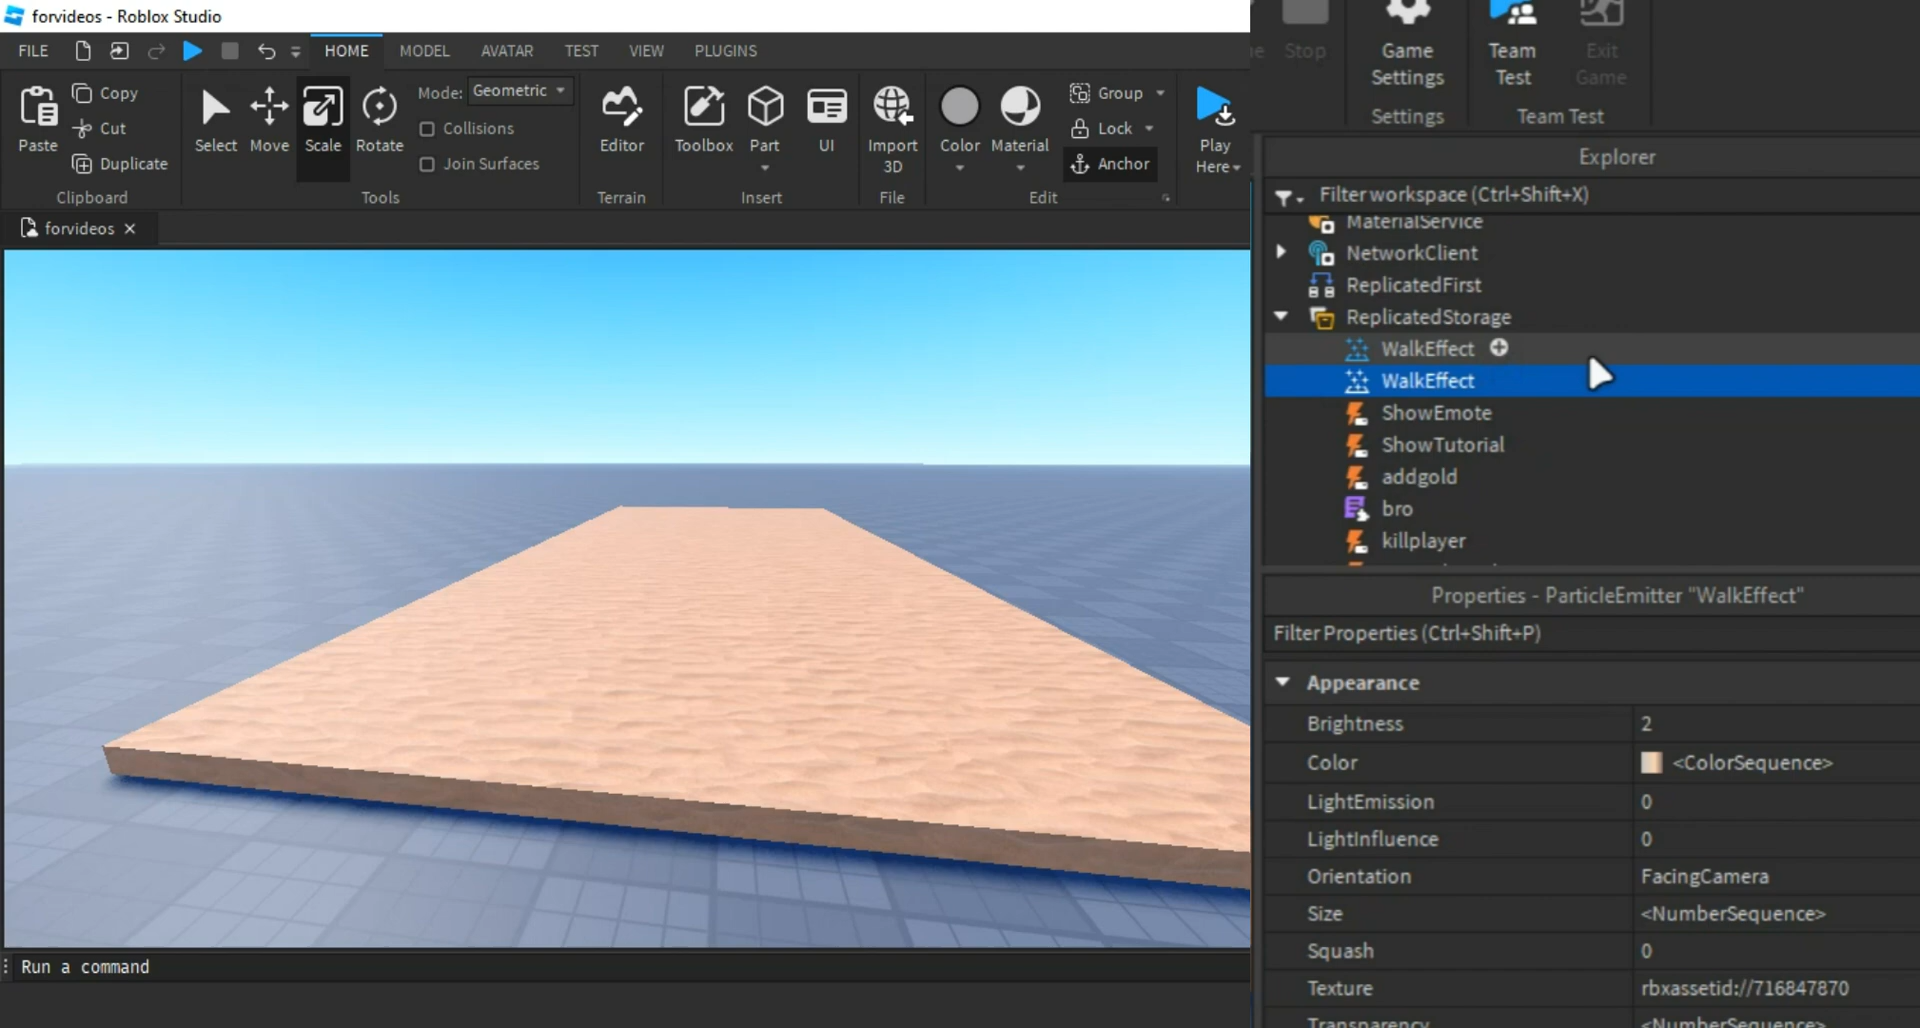 forvideos - Roblox Studio
FILE HOME MODEL AVATAR TEST VIEW PLUGINS
Paste
Copy
Cut
Duplicate
Clipboard
Select
Move
Scale
Rotate
Mode: Geometric
Collisions
Join Surfaces
Tools
Editor
Terrain
Toolbox
Part
UI
Insert
Import
3D
File
Color
Material
Group
Lock
Anchor
Edit
Play
Here
Stop
Game
Settings
Settings
Team
Test
Exit
Game
Team Test
forvideos
Run a command
Explorer
Filter workspace (Ctrl+Shift+X)
MaterialService
NetworkClient
ReplicatedFirst
ReplicatedStorage
WalkEffect
WalkEffect
ShowEmote
ShowTutorial
addgold
bro
killplayer
Properties - ParticleEmitter "WalkEffect"
Filter Properties (Ctrl+Shift+P)
Appearance
Brightness 2
Color <ColorSequence>
LightEmission 0
LightInfluence 0
Orientation FacingCamera
Size <NumberSequence>
Squash 0
Texture rbxassetid://716847870
Transparency <NumberSequence>